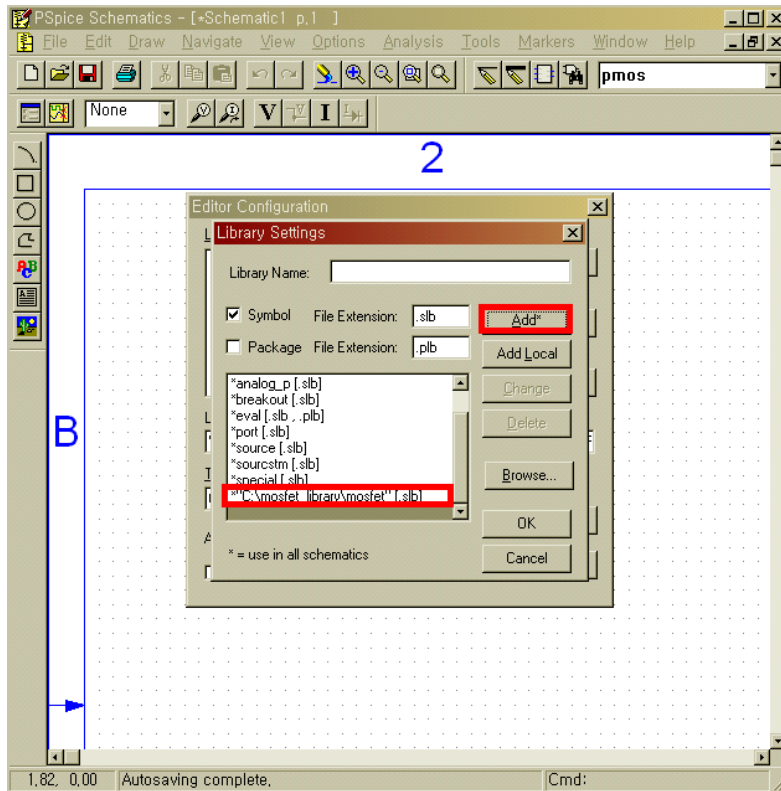 PSpice Schematics - [*Schematic1 p.1 ]
File Edit Draw Navigate View Options Analysis Tools Markers Window Help
pmos
None V I
2
Editor Configuration
Library Settings
Library Name:
Symbol File Extension: .slb Add*
Package File Extension: .plb Add Local
*analog_p [.slb]
Change
*breakout [.slb]
*eval [.slb , .plb]
Delete
*port [.slb]
*source [.slb]
*sourcstm [.slb]
*special [.slb]
Browse...
*"C:\mosfet_library\mosfet" [.slb]
OK
* = use in all schematics Cancel
B
1.82, 0.00 Autosaving complete, Cmd: